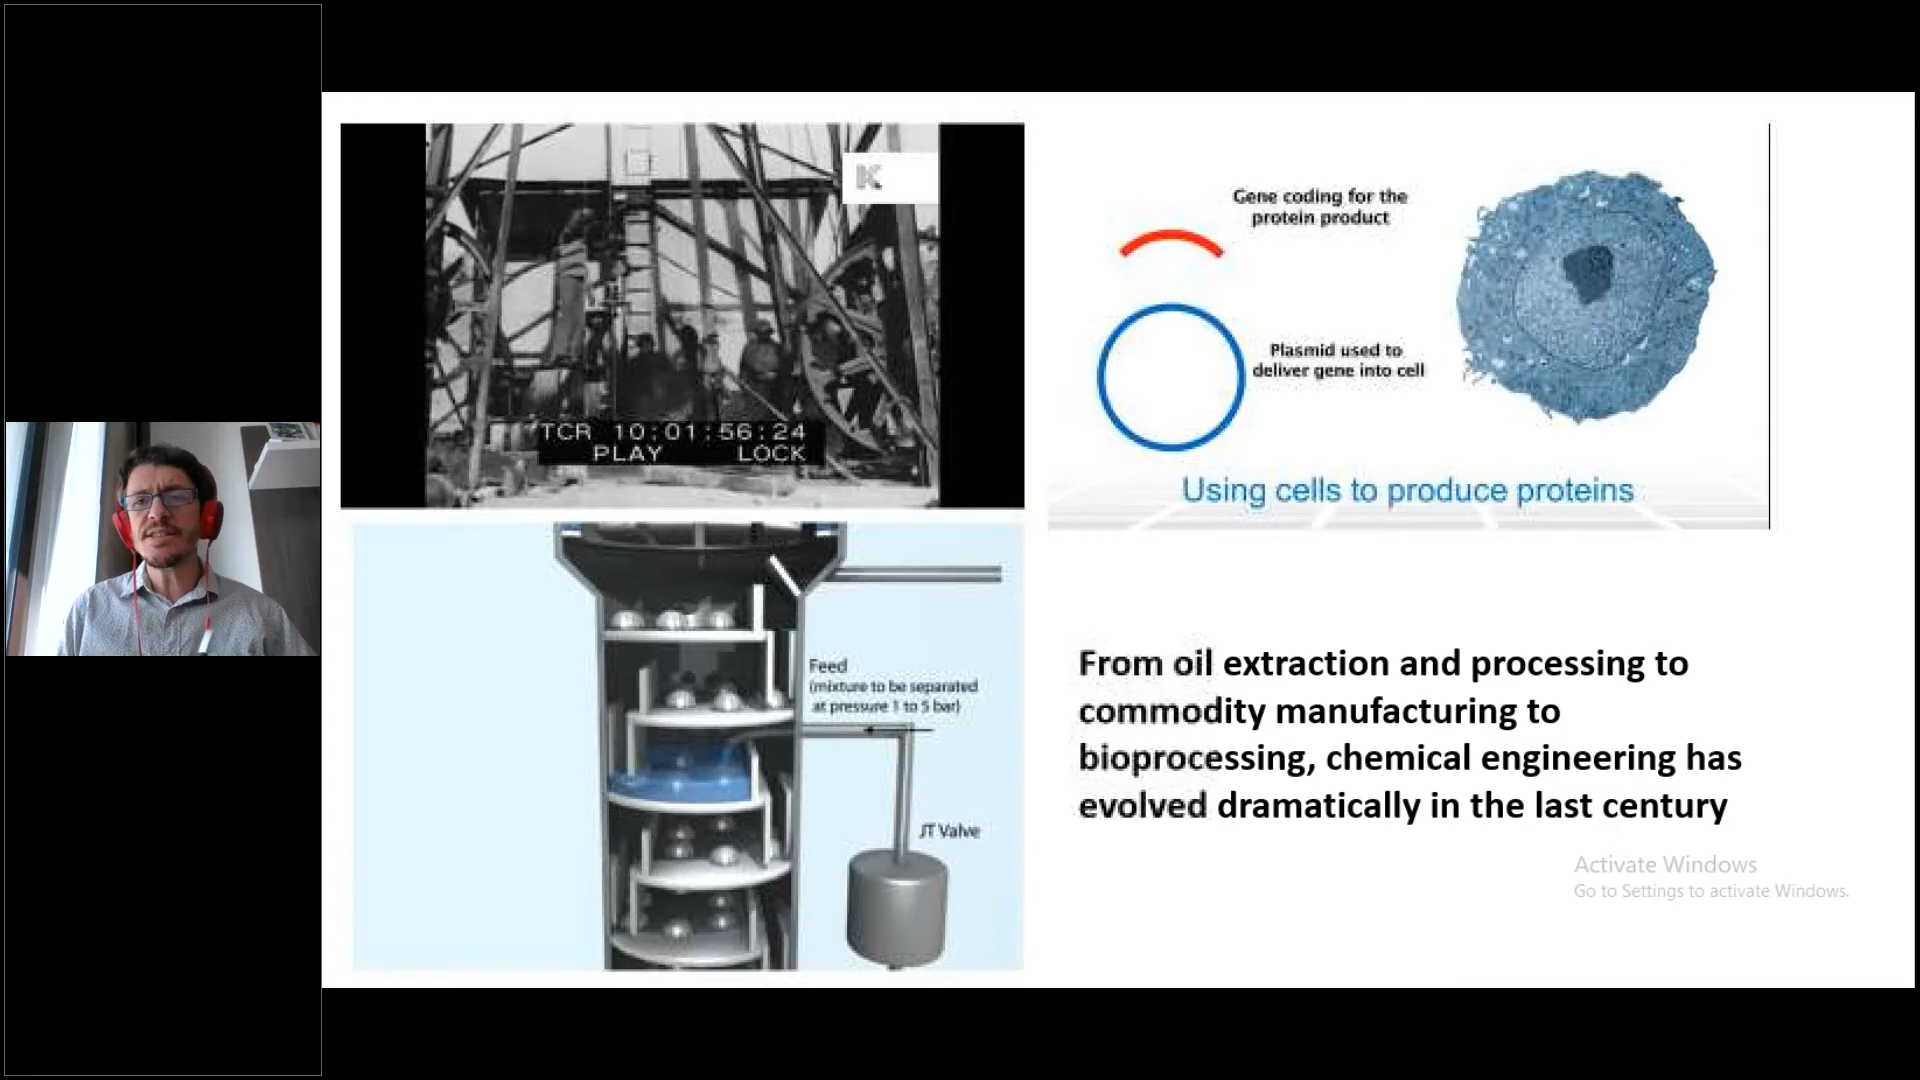 K
TCR 10:01:56:24
PLAY LOCK
Gene coding for the
protein product
Plasmid used to
deliver gene into cell
Using cells to produce proteins
Feed
(mixture to be separated
at pressure 1 to 5 bar)
JT Valve
From oil extraction and processing to
commodity manufacturing to
bioprocessing, chemical engineering has
evolved dramatically in the last century
Activate Windows
Go to Settings to activate Windows.